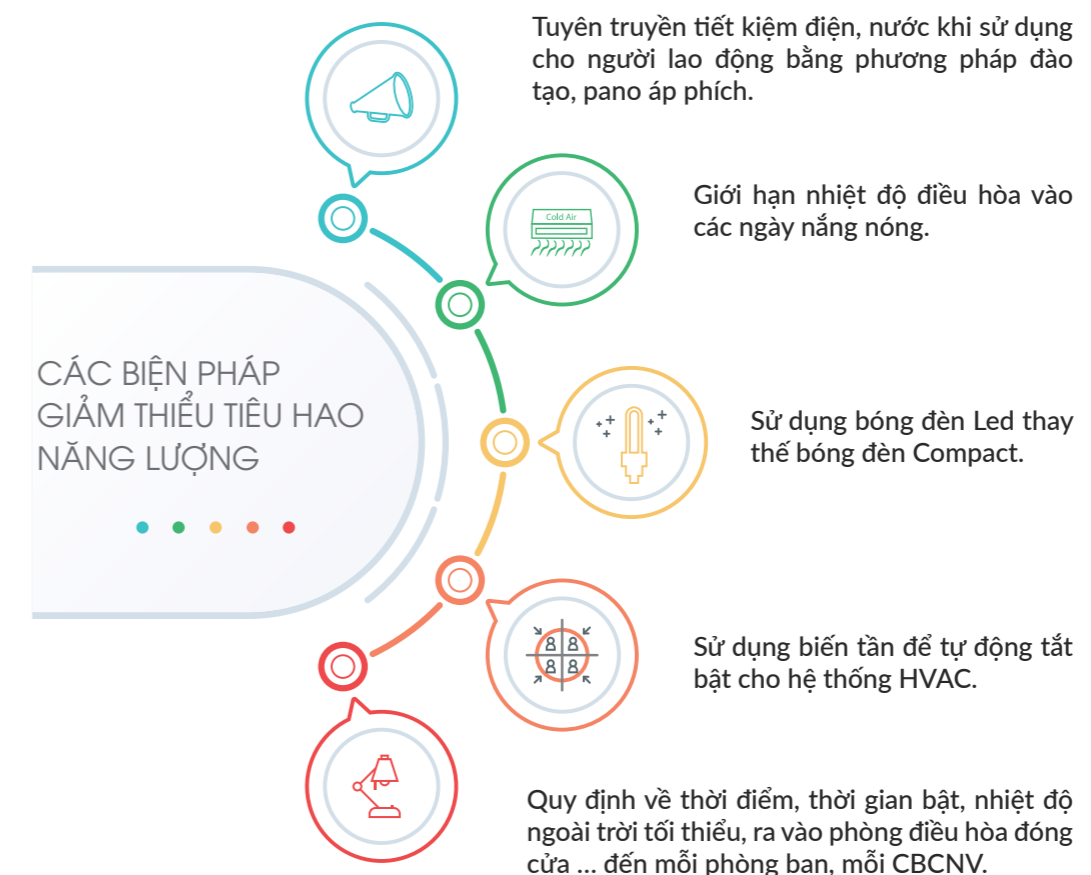 Tuyên truyền tiết kiệm điện, nước khi sử dụng
cho người lao động bằng phương pháp đào
tạo, pano áp phích.
Cold Air
Giới hạn nhiệt độ điều hòa vào
các ngày nắng nóng.
CÁC BIỆN PHÁP
GIẢM THIỂU TIÊU HAO
NĂNG LƯỢNG
Sử dụng bóng đèn Led thay
thế bóng đèn Compact.
Sử dụng biến tần để tự động tắt
bật cho hệ thống HVAC.
Quy định về thời điểm, thời gian bật, nhiệt độ
ngoài trời tối thiểu, ra vào phòng điều hòa đóng
cửa ... đến mỗi phòng ban, mỗi CBCNV.